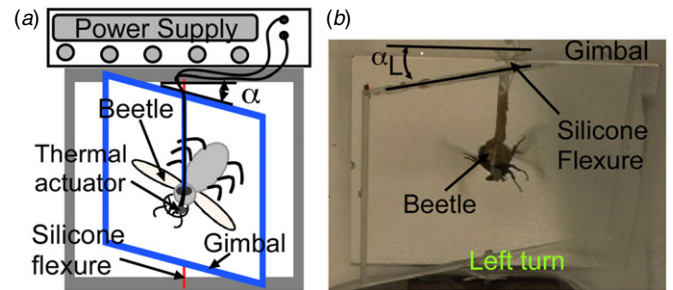 (a)
Power Supply
α
Beetle
Thermal
actuator
Silicone
flexure
Gimbal
(b)
αL
Gimbal
Silicone
Flexure
Beetle
Left turn